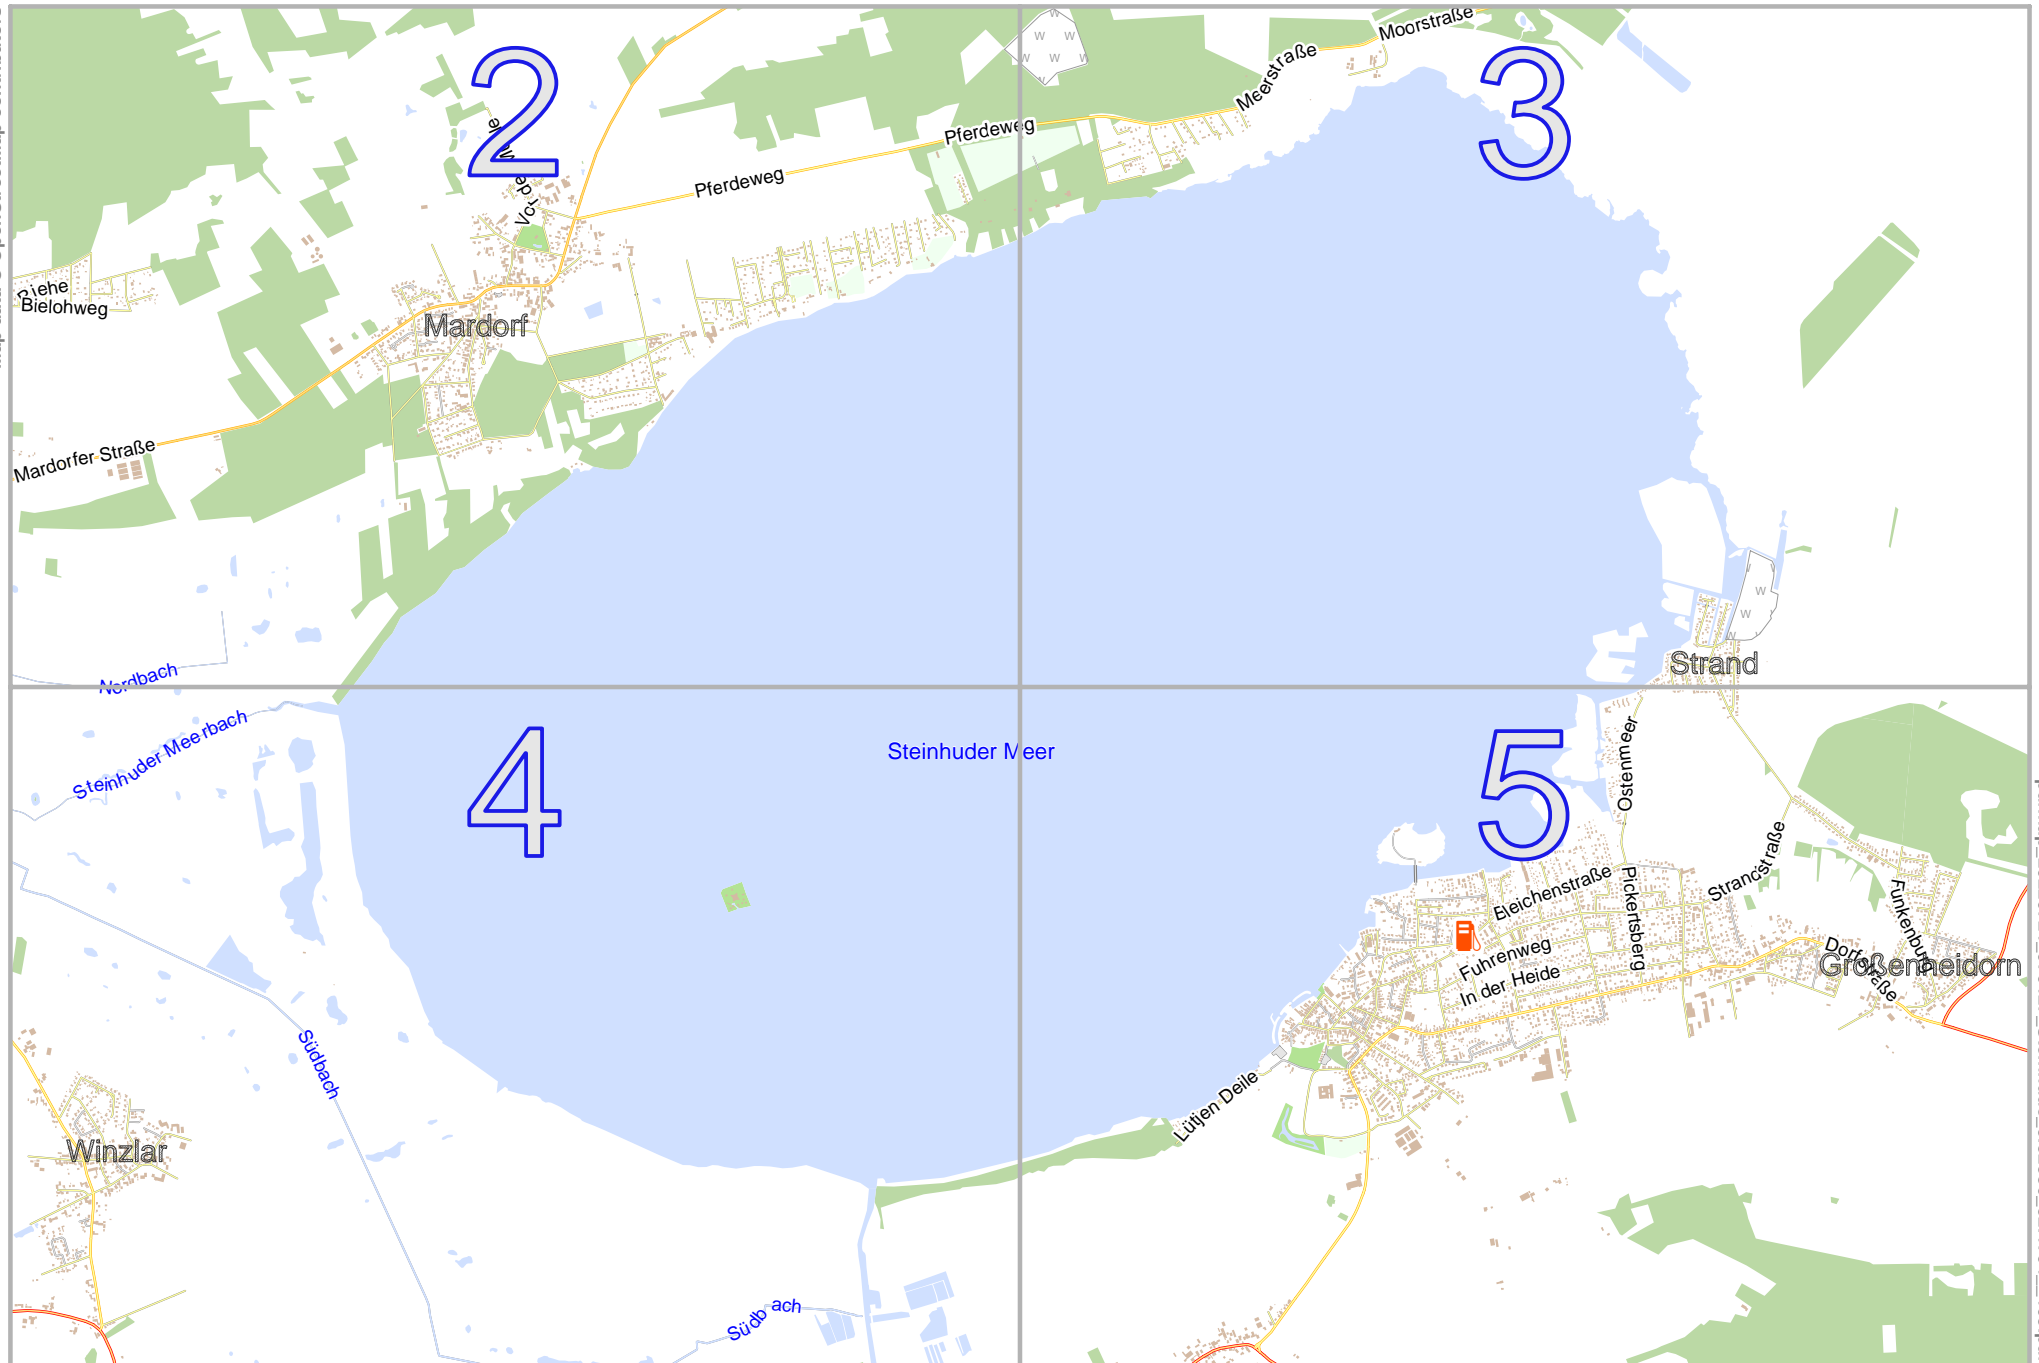 Moorstraße
2
3
Meerstraße
Pferdeweg
Pferdeweg
Bielohweg
Mardorf
Mardorfer Straße
Strand
Nordbach
Steinhuder Meerbach
Steinhuder Meer
4
5
Ostenmeer
Strandstraße
Bleichenstraße
Pickertsberg
Funkenburg
Fuhrenweg
In der Heide
Dorfstraße
Großenheidorn
Südbach
Lütjen Deile
Winzlar
Südbach